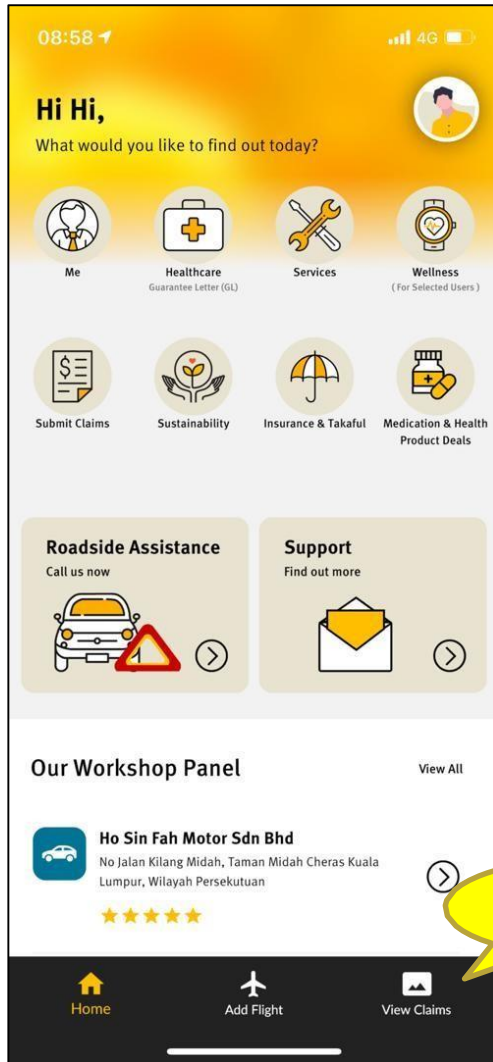 08:58
4G
Hi Hi,
What would you like to find out today?
Me
Healthcare
Guarantee Letter (GL)
Services
Wellness
( For Selected Users )
Submit Claims
Sustainability
Insurance & Takaful
Medication & Health
Product Deals
Roadside Assistance
Call us now
Support
Find out more
Our Workshop Panel
View All
Ho Sin Fah Motor Sdn Bhd
No Jalan Kilang Midah, Taman Midah Cheras Kuala
Lumpur, Wilayah Persekutuan
Home
Add Flight
View Claims